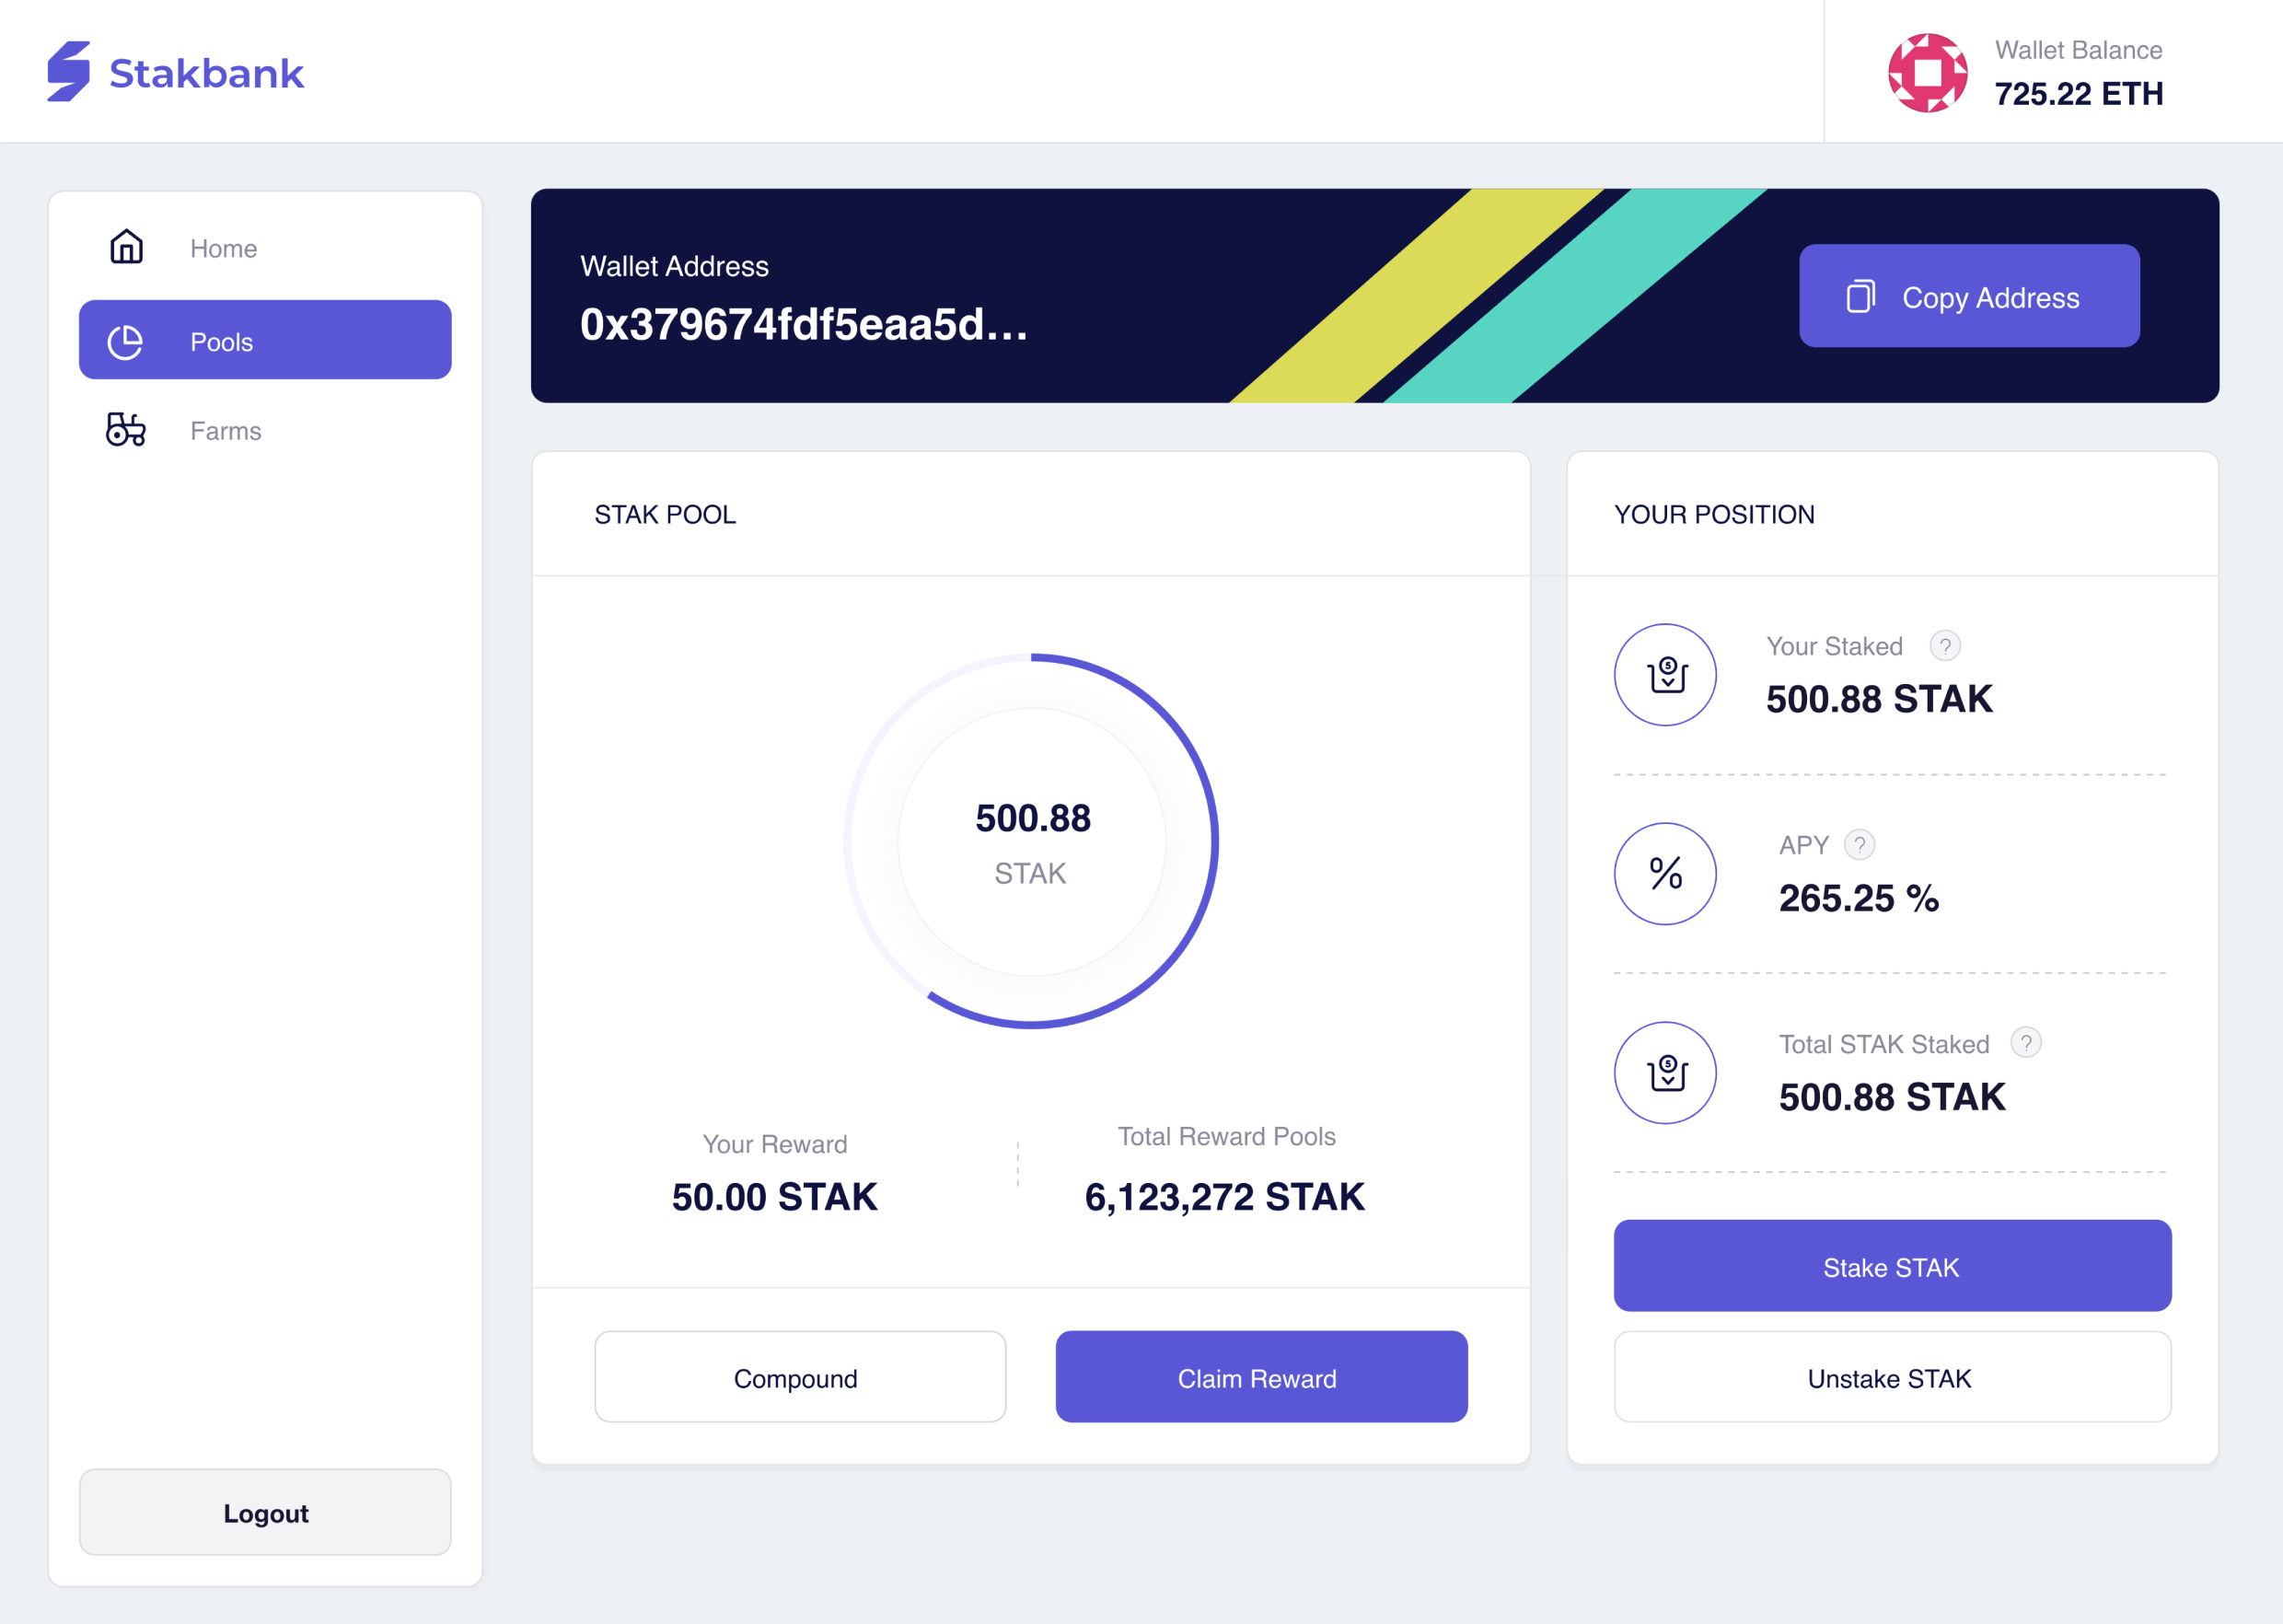 Stakbank
Wallet Balance
725.22 ETH
Home
Pools
Farms
Logout
Wallet Address
0x379674fdf5eaa5d...
Copy Address
STAK POOL
500.88
STAK
Your Reward
50.00 STAK
Total Reward Pools
6,123,272 STAK
Compound
Claim Reward
YOUR POSITION
Your Staked ?
500.88 STAK
APY ?
265.25 %
Total STAK Staked ?
500.88 STAK
Stake STAK
Unstake STAK